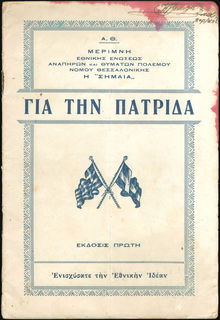 Α. Θ.
ΜΕΡΙΜΝΗ
ΕΘΝΙΚΗΣ ΕΝΩΣΕΩΣ
ΑΝΑΠΗΡΩΝ ΚΑΙ ΘΥΜΑΤΩΝ ΠΟΛΕΜΟΥ
ΝΟΜΟΥ ΘΕΣΣΑΛΟΝΙΚΗΣ
Η "ΣΗΜΑΙΑ,,
ΓΙΑ ΤΗΝ ΠΑΤΡΙΔΑ
ΕΚΔΟΣΙΣ ΠΡΩΤΗ
Ἐνισχύσατε τὴν Ἐθνικὴν Ἰδέαν